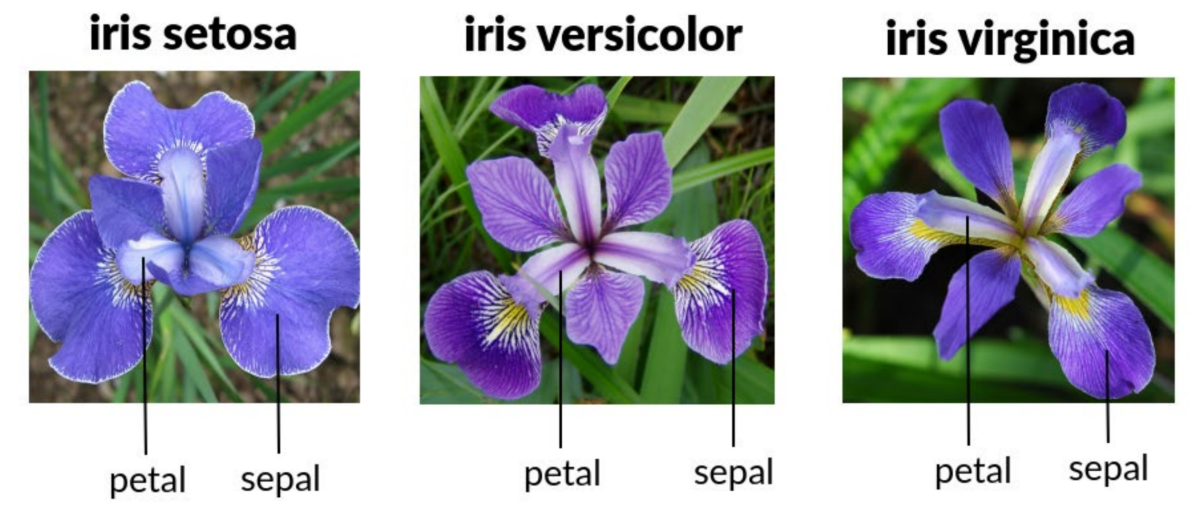 iris setosa
iris versicolor
iris virginica
petal
sepal
petal
sepal
petal
sepal